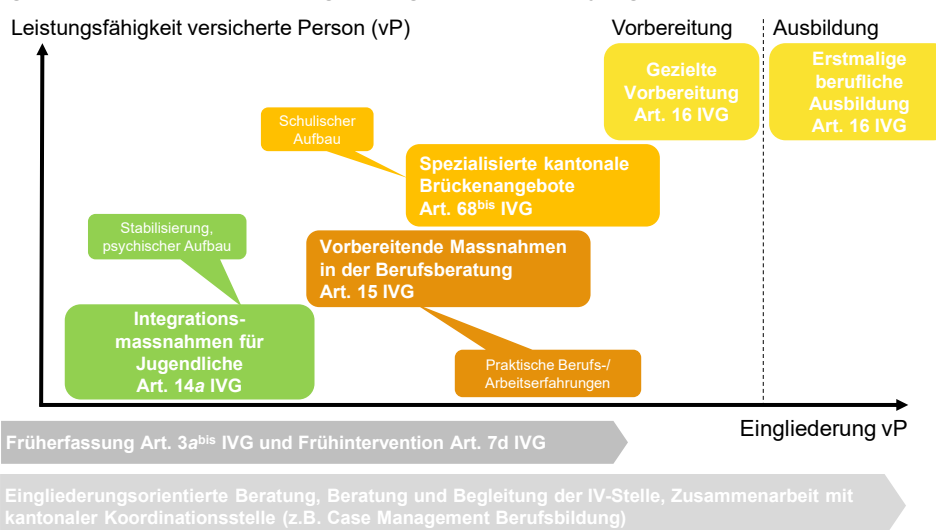 Leistungsfähigkeit versicherte Person (vP)
Vorbereitung
Ausbildung
Gezielte
Vorbereitung
Art. 16 IVG
Erstmalige
berufliche
Ausbildung
Art. 16 IVG
Schulischer
Aufbau
Spezialisierte kantonale
Brückenangebote
Art. 68bis IVG
Stabilisierung,
psychischer Aufbau
Vorbereitende Massnahmen
in der Berufsberatung
Art. 15 IVG
Integrations-
massnahmen für
Jugendliche
Art. 14a IVG
Praktische Berufs-/
Arbeitserfahrungen
Eingliederung vP
Früherfassung Art. 3abis IVG und Frühintervention Art. 7d IVG
Eingliederungsorientierte Beratung, Beratung und Begleitung der IV-Stelle, Zusammenarbeit mit
kantonaler Koordinationsstelle (z.B. Case Management Berufsbildung)